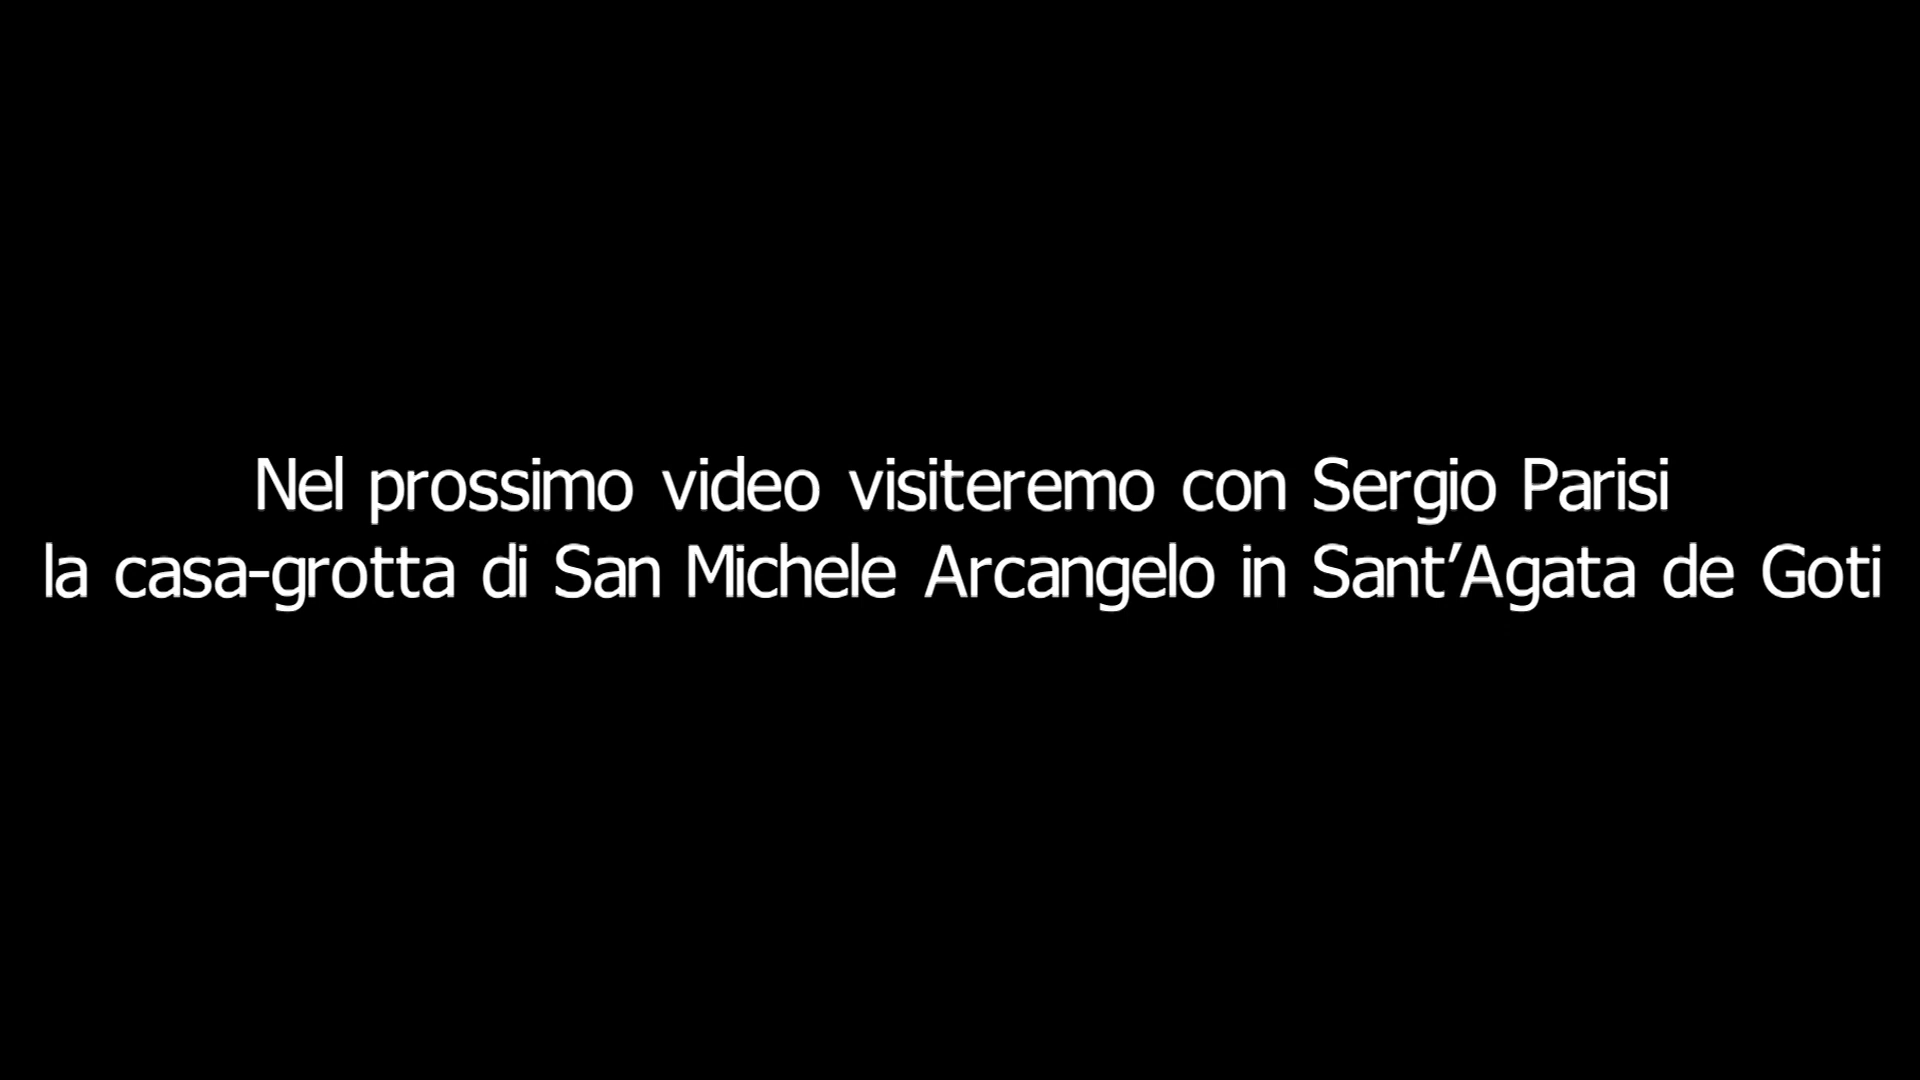 Nel prossimo video visiteremo con Sergio Parisi
la casa-grotta di San Michele Arcangelo in Sant’Agata de Goti